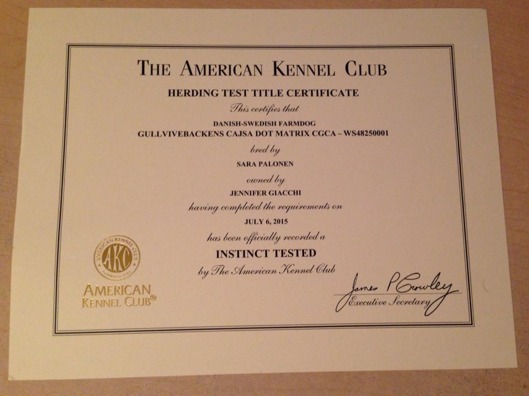 THE AMERICAN KENNEL CLUB
HERDING TEST TITLE CERTIFICATE
This certifies that
DANISH-SWEDISH FARMDOG
GULLVIVEBACKENS CAJSA DOT MATRIX CGCA – WS48250001
bred by
SARA PALONEN
owned by
JENNIFER GIACCHI
having completed the requirements on
JULY 6, 2015
has been officially recorded a
INSTINCT TESTED
by The American Kennel Club
AKC
AMERICAN
KENNEL CLUB®
James P Crowley
Executive Secretary